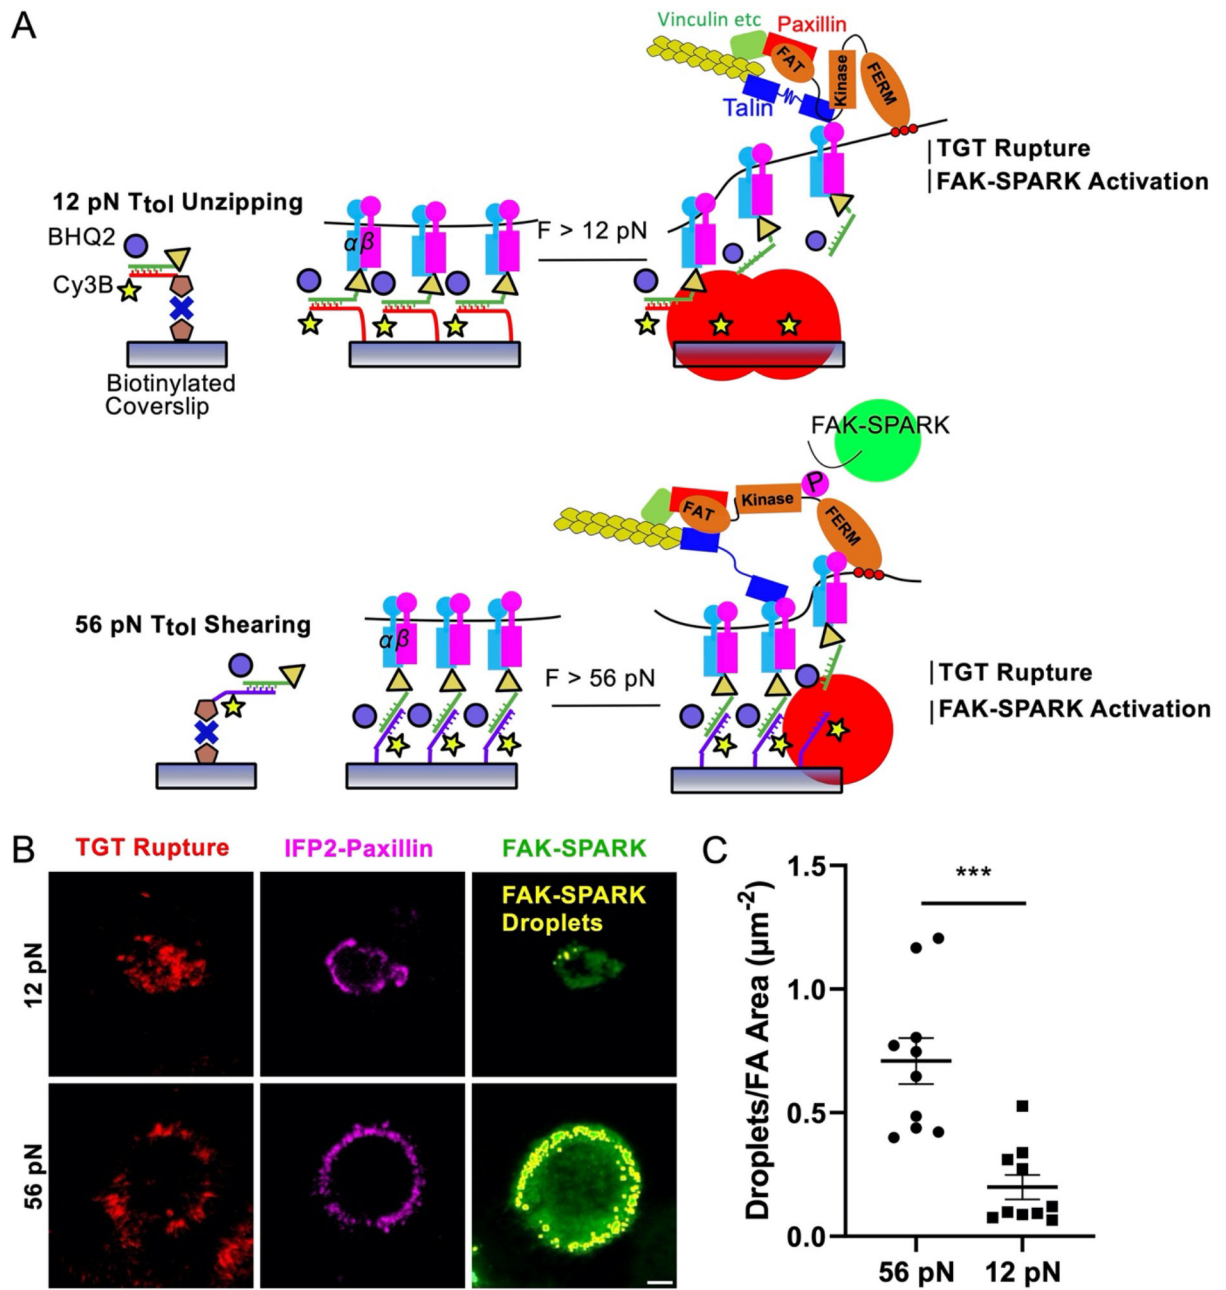 A
Vinculin etc
Paxillin
FAT
Kinase
FERM
Talin
TGT Rupture
FAK-SPARK Activation
12 pN Ttol Unzipping
BHQ2
Cy3B
αβ
F > 12 pN
Biotinylated
Coverslip
FAK-SPARK
P
FAT
Kinase
FERM
56 pN Ttol Shearing
αβ
F > 56 pN
TGT Rupture
FAK-SPARK Activation
B
TGT Rupture
IFP2-Paxillin
FAK-SPARK
FAK-SPARK
Droplets
12 pN
56 pN
C
Droplets/FA Area (μm-2)
1.5
1.0
0.5
0.0
***
56 pN
12 pN